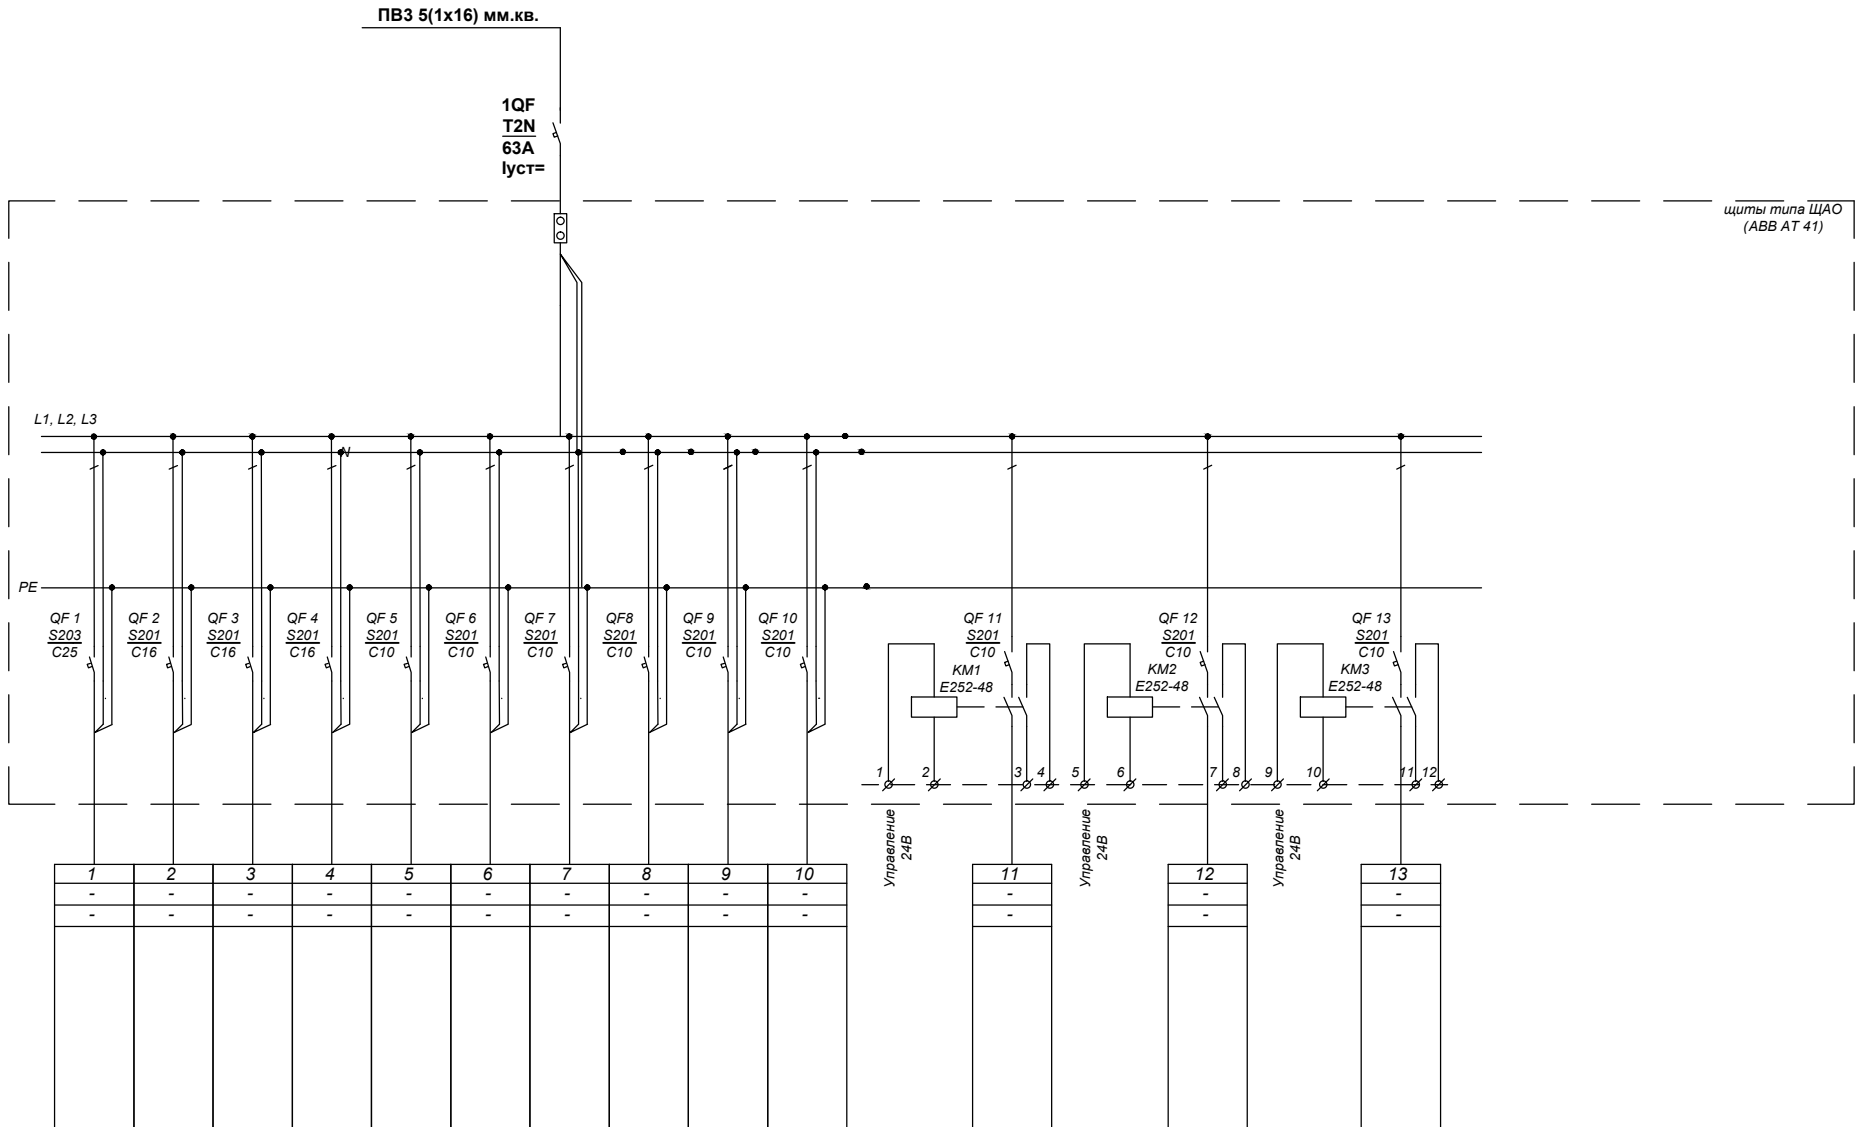 ПВ3 5(1х16) мм.кв.
1QF
T2N
63А
Iуст=
щиты типа ЩАО
(ABB AT 41)
L1, L2, L3
N
PE
QF 1
S203
C25
QF 2
S201
C16
QF 3
S201
C16
QF 4
S201
C16
QF 5
S201
C10
QF 6
S201
C10
QF 7
S201
C10
QF8
S201
C10
QF 9
S201
C10
QF 10
S201
C10
QF 11
S201
C10
KM1
E252-48
QF 12
S201
C10
KM2
E252-48
QF 13
S201
C10
KM3
E252-48
1 2 3 4 5 6 7 8 9 10 11 12
Управление
24В
Управление
24В
Управление
24В
1 2 3 4 5 6 7 8 9 10 11 12 13
- - - - - - - - - - - - -
- - - - - - - - - - - - -